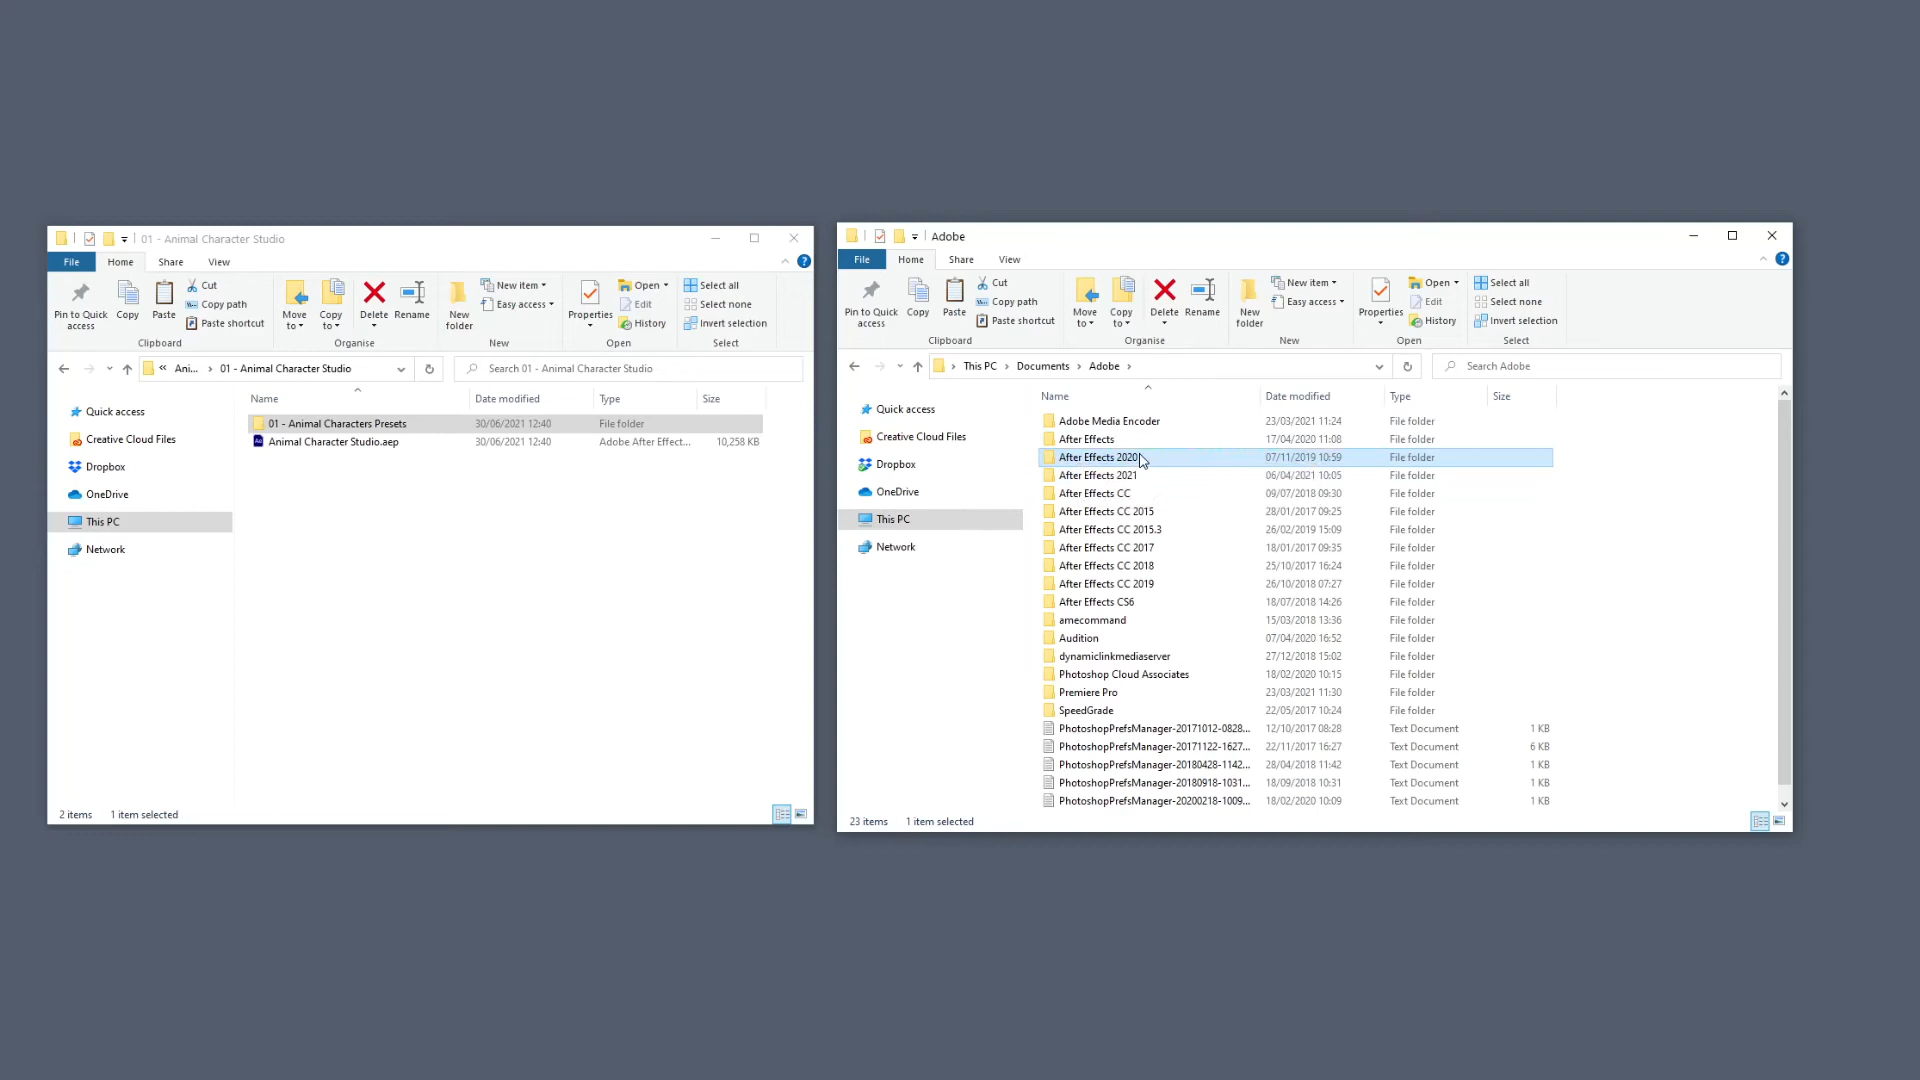 01 - Animal Character Studio
File Home Share View
Pin to Quick access
Copy
Paste
Cut
Copy path
Paste shortcut
Clipboard
Move to
Copy to
Delete
Rename
Organise
New folder
New item
Easy access
New
Properties
Open
Edit
History
Open
Select all
Select none
Invert selection
Select
« Ani... › 01 - Animal Character Studio
Search 01 - Animal Character Studio
Quick access
Creative Cloud Files
Dropbox
OneDrive
This PC
Network
Name Date modified Type Size
01 - Animal Characters Presets 30/06/2021 12:40 File folder
Animal Character Studio.aep 30/06/2021 12:40 Adobe After Effect... 10,258 KB
2 items 1 item selected
Adobe
File Home Share View
Pin to Quick access
Copy
Paste
Cut
Copy path
Paste shortcut
Clipboard
Move to
Copy to
Delete
Rename
Organise
New folder
New item
Easy access
New
Properties
Open
Edit
History
Open
Select all
Select none
Invert selection
Select
› This PC › Documents › Adobe ›
Search Adobe
Quick access
Creative Cloud Files
Dropbox
OneDrive
This PC
Network
Name Date modified Type Size
Adobe Media Encoder 23/03/2021 11:24 File folder
After Effects 17/04/2020 11:08 File folder
After Effects 2020 07/11/2019 10:59 File folder
After Effects 2021 06/04/2021 10:05 File folder
After Effects CC 09/07/2018 09:30 File folder
After Effects CC 2015 28/01/2017 09:25 File folder
After Effects CC 2015.3 26/02/2019 15:09 File folder
After Effects CC 2017 18/01/2017 09:35 File folder
After Effects CC 2018 25/10/2017 16:24 File folder
After Effects CC 2019 26/10/2018 07:27 File folder
After Effects CS6 18/07/2018 14:26 File folder
amecommand 15/03/2018 13:36 File folder
Audition 07/04/2020 16:52 File folder
dynamiclinkmediaserver 27/12/2018 15:02 File folder
Photoshop Cloud Associates 18/02/2020 10:15 File folder
Premiere Pro 23/03/2021 11:30 File folder
SpeedGrade 22/05/2017 10:24 File folder
PhotoshopPrefsManager-20171012-0828... 12/10/2017 08:28 Text Document 1 KB
PhotoshopPrefsManager-20171122-1627... 22/11/2017 16:27 Text Document 6 KB
PhotoshopPrefsManager-20180428-1142... 28/04/2018 11:42 Text Document 1 KB
PhotoshopPrefsManager-20180918-1031... 18/09/2018 10:31 Text Document 1 KB
PhotoshopPrefsManager-20200218-1009... 18/02/2020 10:09 Text Document 1 KB
23 items 1 item selected